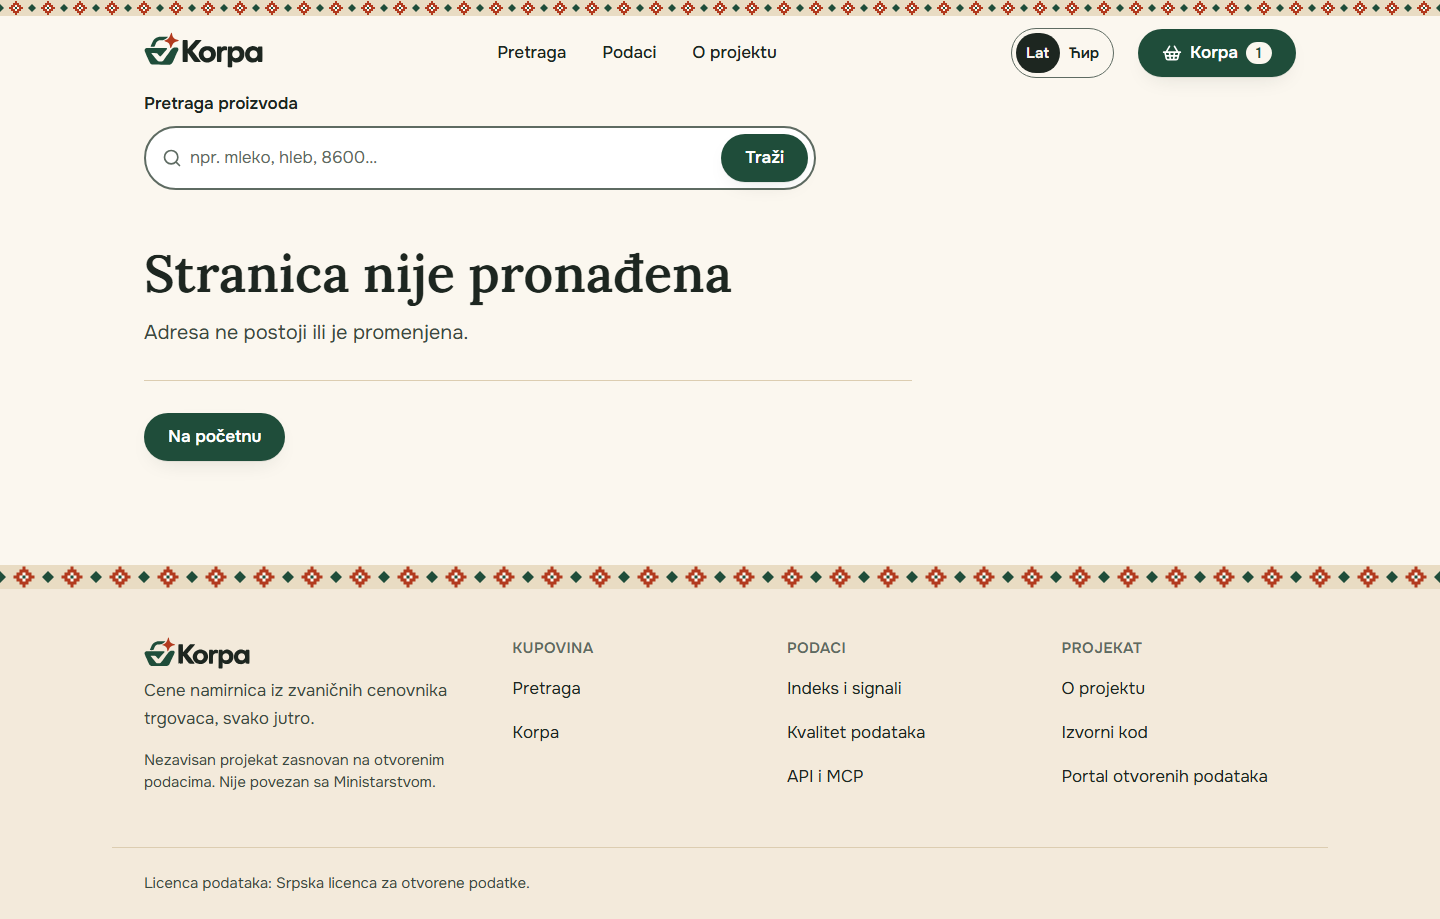 Korpa
Pretraga
Podaci
O projektu
Lat
Ћир
Korpa 1
Pretraga proizvoda
npr. mleko, hleb, 8600...
Traži
Stranica nije pronađena
Adresa ne postoji ili je promenjena.
Na početnu
Korpa
Cene namirnica iz zvaničnih cenovnika
trgovaca, svako jutro.
Nezavisan projekat zasnovan na otvorenim
podacima. Nije povezan sa Ministarstvom.
KUPOVINA
Pretraga
Korpa
PODACI
Indeks i signali
Kvalitet podataka
API i MCP
PROJEKAT
O projektu
Izvorni kod
Portal otvorenih podataka
Licenca podataka: Srpska licenca za otvorene podatke.